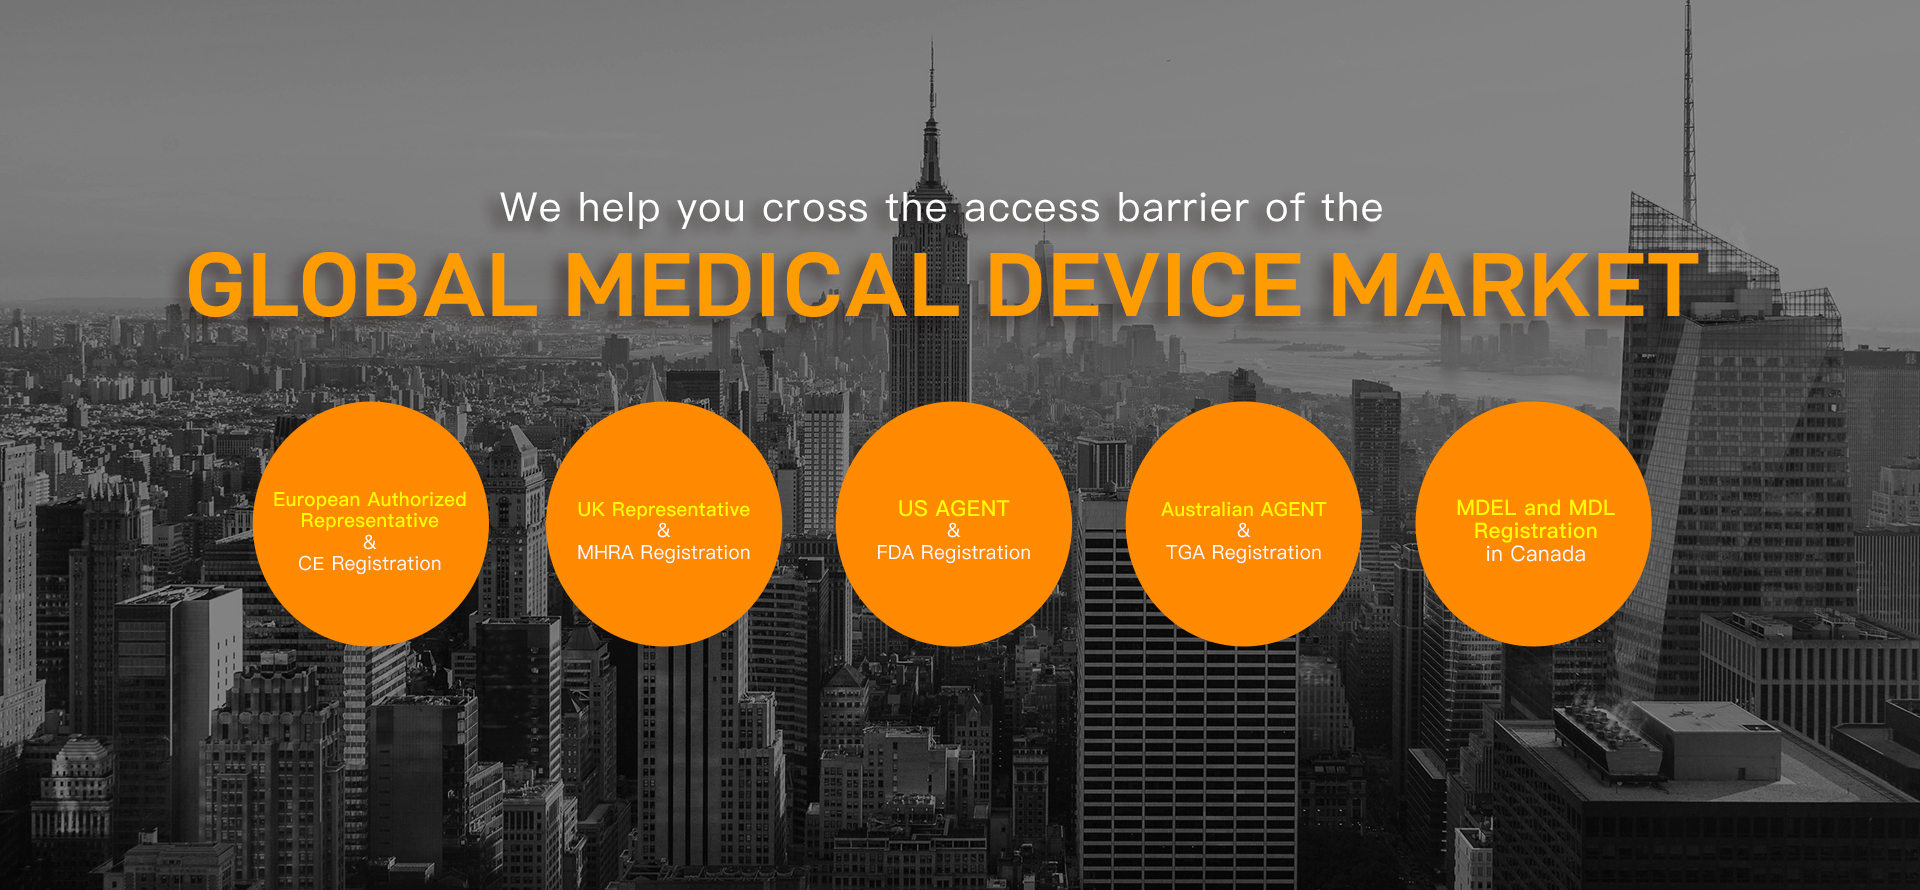 We help you cross the access barrier of the
GLOBAL MEDICAL DEVICE MARKET
European Authorized
Representative
&
CE Registration
UK Representative
&
MHRA Registration
US AGENT
&
FDA Registration
Australian AGENT
&
TGA Registration
MDEL and MDL
Registration
in Canada